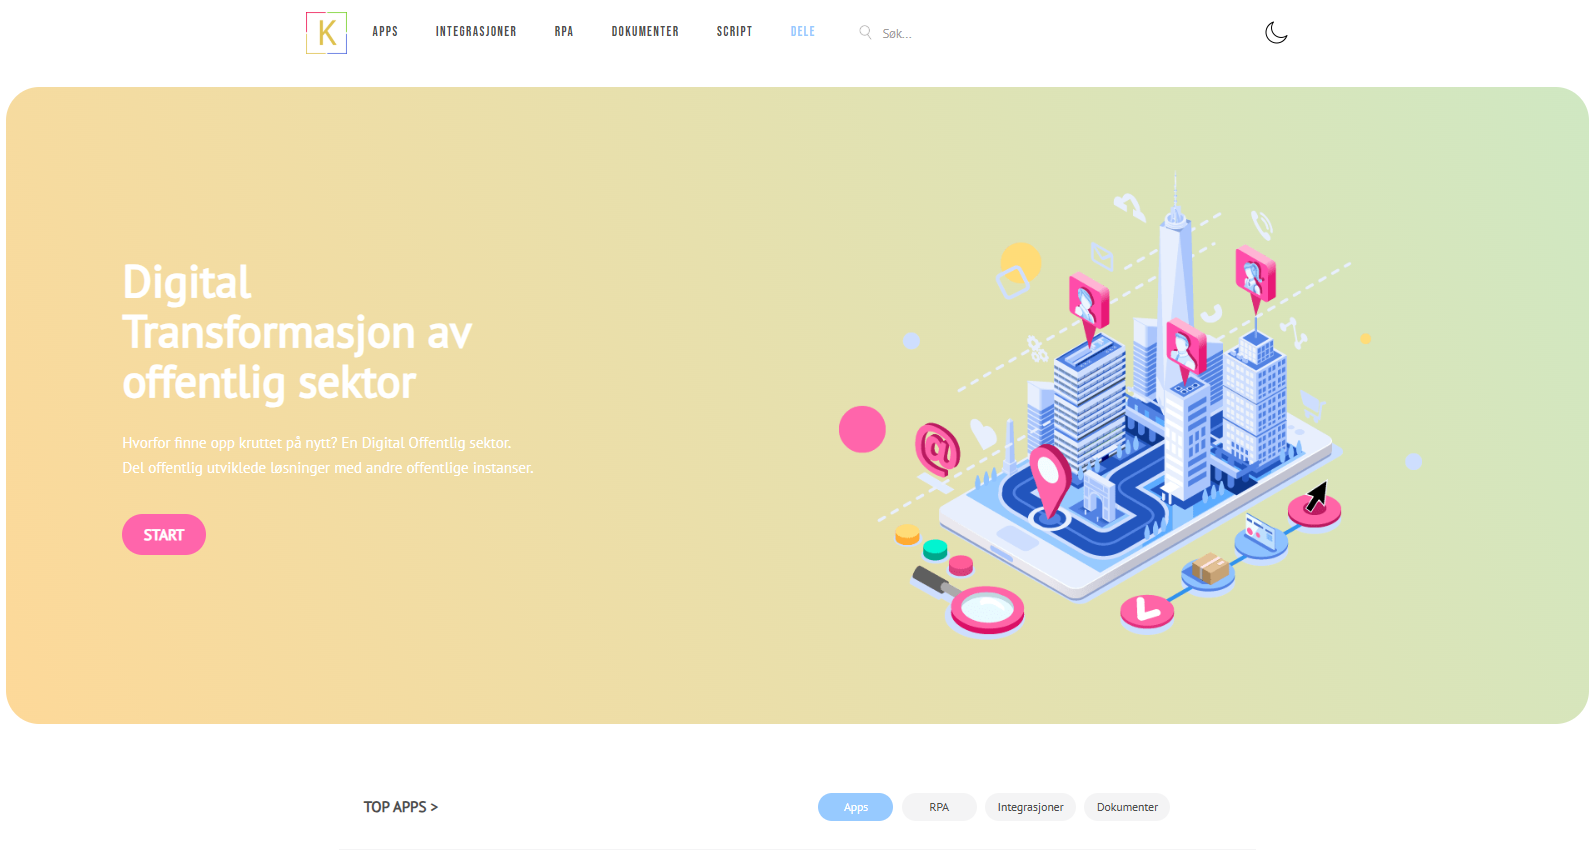 K
APPS
INTEGRASJONER
RPA
DOKUMENTER
SCRIPT
DELE
Søk...
Digital
Transformasjon av
offentlig sektor
Hvorfor finne opp kruttet på nytt? En Digital Offentlig sektor.
Del offentlig utviklede løsninger med andre offentlige instanser.
START
@
TOP APPS >
Apps
RPA
Integrasjoner
Dokumenter